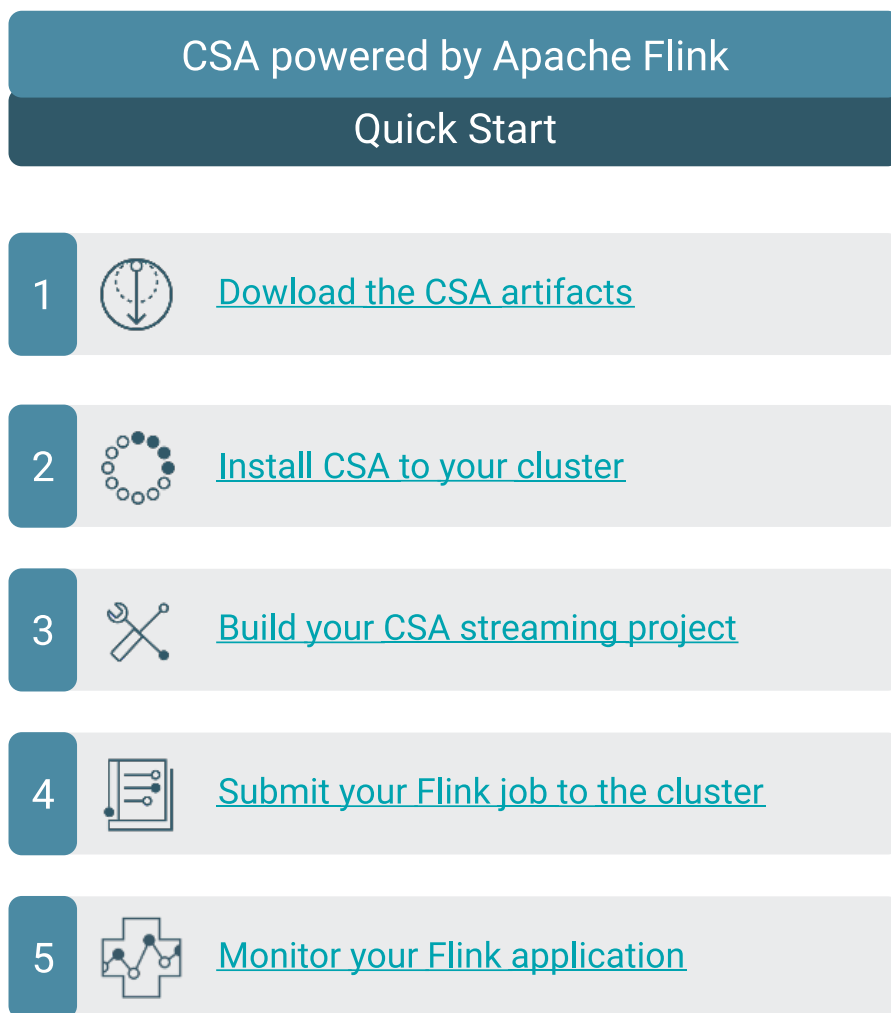 CSA powered by Apache Flink
Quick Start
1 Dowload the CSA artifacts
2 Install CSA to your cluster
3 Build your CSA streaming project
4 Submit your Flink job to the cluster
5 Monitor your Flink application